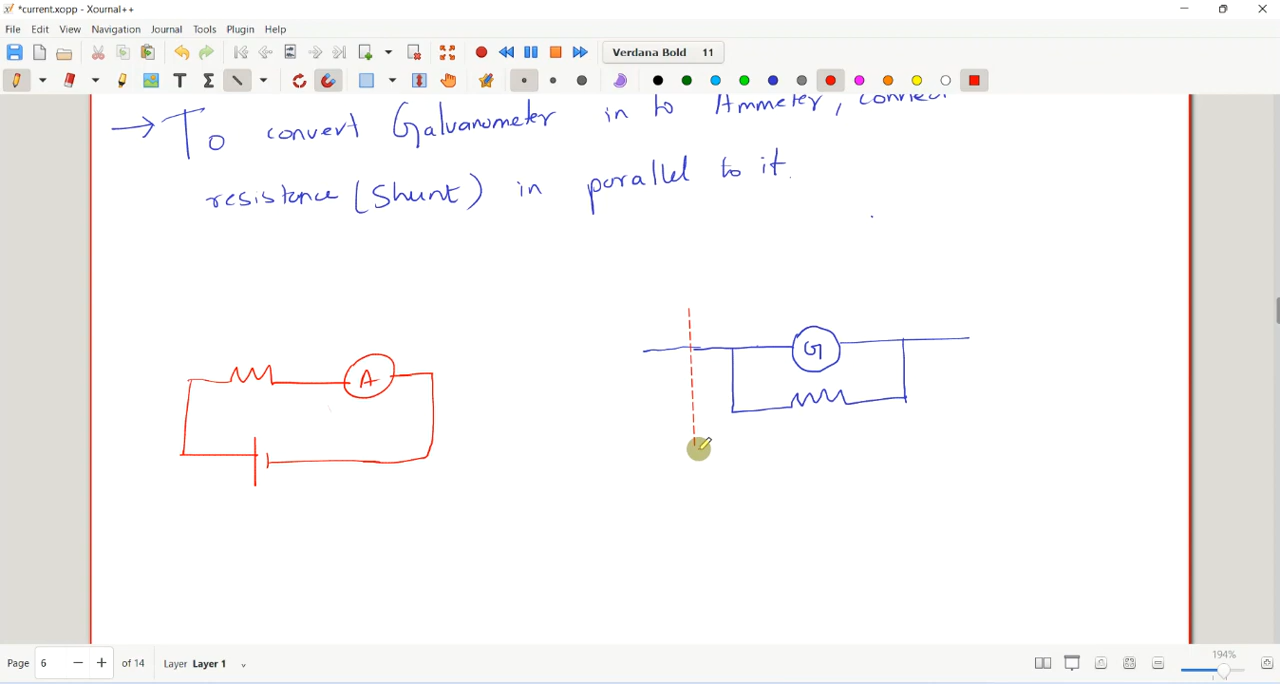 *current.xopp - Xournal++
File Edit View Navigation Journal Tools Plugin Help
Verdana Bold 11
→ To convert Galvanometer in to Ammeter, connect
resistance (Shunt) in parallel to it.
A
G
Page 6 of 14 Layer Layer 1
194%